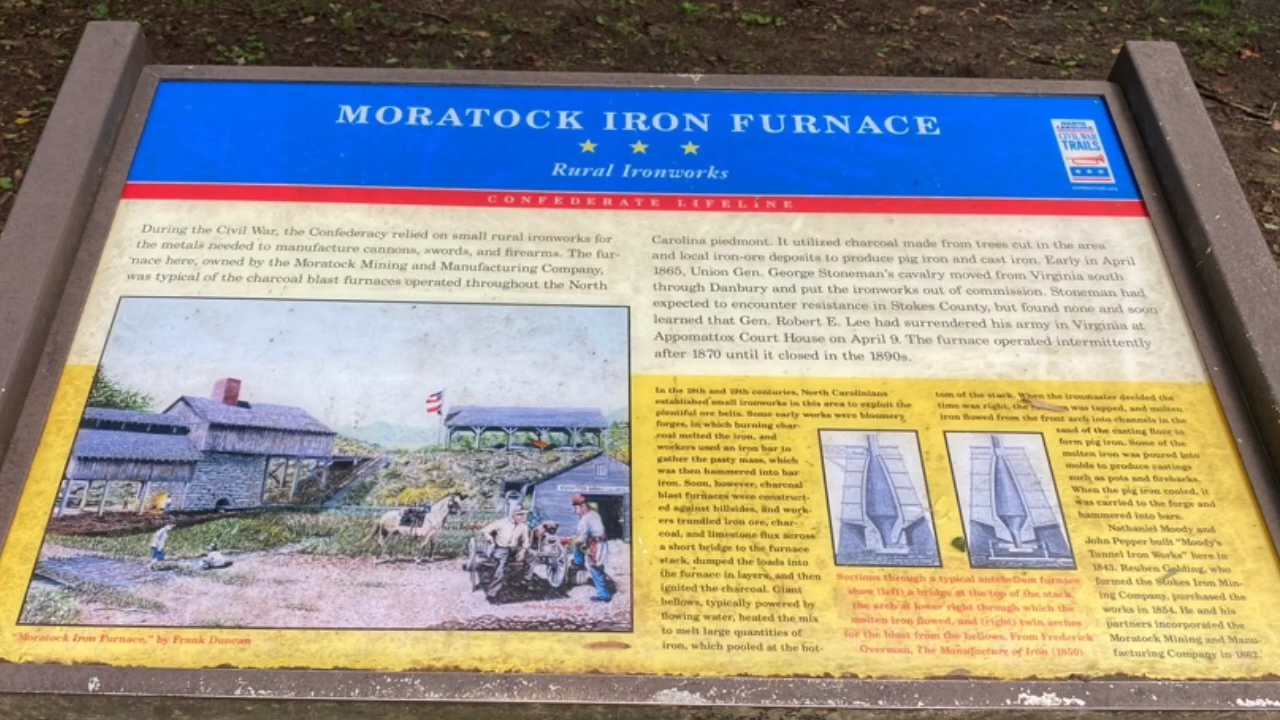 MORATOCK IRON FURNACE
Rural Ironworks
NORTH
CAROLINA
CIVIL WAR
TRAILS
CONFEDERATE LIFELINE
During the Civil War, the Confederacy relied on small rural ironworks for
the metals needed to manufacture cannons, swords, and firearms. The fur-
nace here, owned by the Moratock Mining and Manufacturing Company,
was typical of the charcoal blast furnaces operated throughout the North
Carolina piedmont. It utilized charcoal made from trees cut in the area
and local iron-ore deposits to produce pig iron and cast iron. Early in April
1865, Union Gen. George Stoneman's cavalry moved from Virginia south
through Danbury and put the ironworks out of commission. Stoneman had
expected to encounter resistance in Stokes County, but found none and soon
learned that Gen. Robert E. Lee had surrendered his army in Virginia at
Appomattox Court House on April 9. The furnace operated intermittently
after 1870 until it closed in the 1890s.
"Moratock Iron Furnace," by Frank Duncan
In the 18th and 19th centuries, North Carolinians
established small ironworks in this area to exploit the
plentiful ore belts. Some early works were bloomery
forges, in which burning char-
coal melted the iron, and
workers used an iron bar to
gather the pasty mass, which
was then hammered into bar
iron. Soon, however, charcoal
blast furnaces were construct-
ed against hillsides, and work-
ers trundled iron ore, char-
coal, and limestone flux across
a short bridge to the furnace
stack, dumped the loads into
the furnace in layers, and then
ignited the charcoal. Giant
bellows, typically powered by
flowing water, heated the mix
to melt large quantities of
iron, which pooled at the bot-
tom of the stack. When the ironmaster decided the
time was right, the was tapped, and molten
iron flowed from the front arch into channels in the
sand of the casting floor to
form pig iron. Some of the
molten iron was poured into
molds to produce castings
such as pots and firebacks.
When the pig iron cooled, it
was carried to the forge and
hammered into bars.
Nathaniel Moody and
John Pepper built "Moody's
Tunnel Iron Works" here in
1843. Reuben Golding, who
formed the Stokes Iron Min-
ing Company, purchased the
works in 1854. He and his
partners incorporated the
Moratock Mining and Manu-
facturing Company in 1862.
Sections through a typical antebellum furnace
show (left) a bridge at the top of the stack,
the arch at lower right through which the
molten iron flowed, and (right) twin arches
for the blast from the bellows. From Frederick
Overman, The Manufacture of Iron (1850)